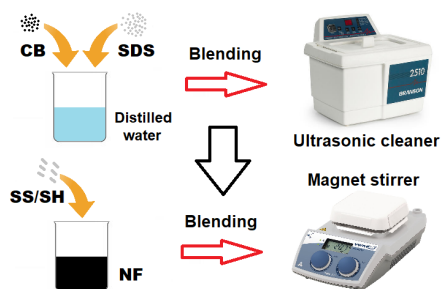 CB
SDS
Blending
2510
BRANSON
Distilled
water
Ultrasonic cleaner
SS/SH
Magnet stirrer
Blending
NF